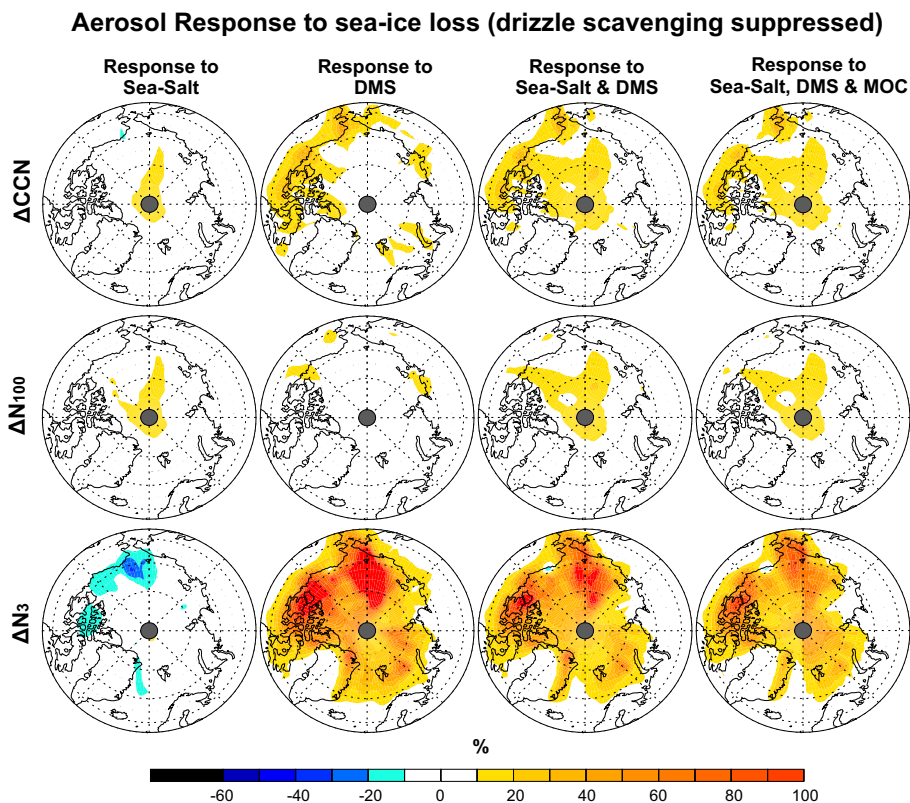 Aerosol Response to sea-ice loss (drizzle scavenging suppressed)
Response to
Sea-Salt
Response to
DMS
Response to
Sea-Salt & DMS
Response to
Sea-Salt, DMS & MOC
ΔCCN
ΔN₁₀₀
ΔN₃
%
-60 -40 -20 0 20 40 60 80 100